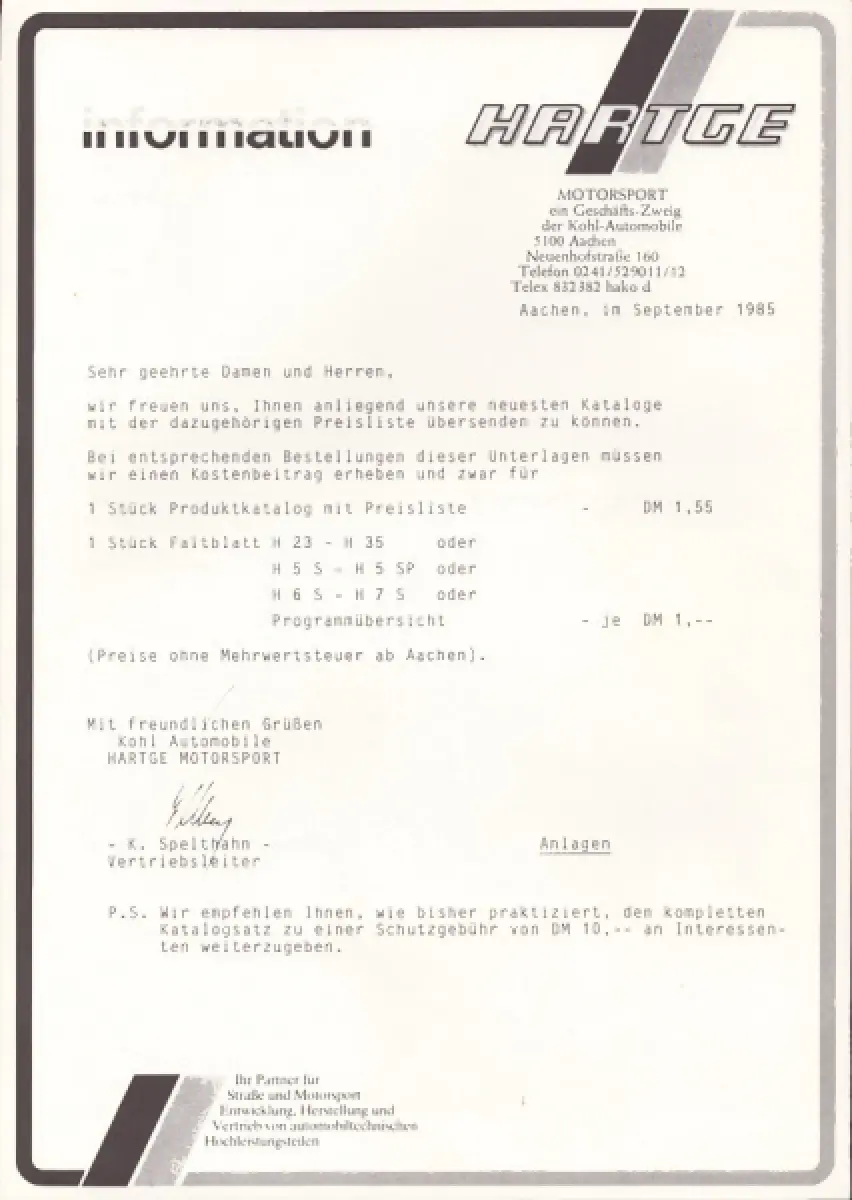 information
HARTGE
MOTORSPORT
ein Geschäfts-Zweig
der Kohl-Automobile
5100 Aachen
Neuenhofstraße 160
Telefon 0241/529011/12
Telex 832382 hako d
Aachen, im September 1985
Sehr geehrte Damen und Herren,
wir freuen uns, Ihnen anliegend unsere neuesten Kataloge
mit der dazugehörigen Preisliste übersenden zu können.
Bei entsprechenden Bestellungen dieser Unterlagen müssen
wir einen Kostenbeitrag erheben und zwar für
1 Stück Produktkatalog mit Preisliste - DM 1,55
1 Stück Faltblatt H 23 - H 35 oder
H 5 S - H 5 SP oder
H 6 S - H 7 S oder
Programmübersicht - je DM 1,--
(Preise ohne Mehrwertsteuer ab Aachen).
Mit freundlichen Grüßen
Kohl Automobile
HARTGE MOTORSPORT
- K. Spelthahn - Anlagen
Vertriebsleiter
P.S. Wir empfehlen Ihnen, wie bisher praktiziert, den kompletten
Katalogsatz zu einer Schutzgebühr von DM 10,-- an Interessen-
ten weiterzugeben.
Ihr Partner für
Straße und Motorsport
Entwicklung, Herstellung und
Vertrieb von automobiltechnischen
Hochleistungsteilen